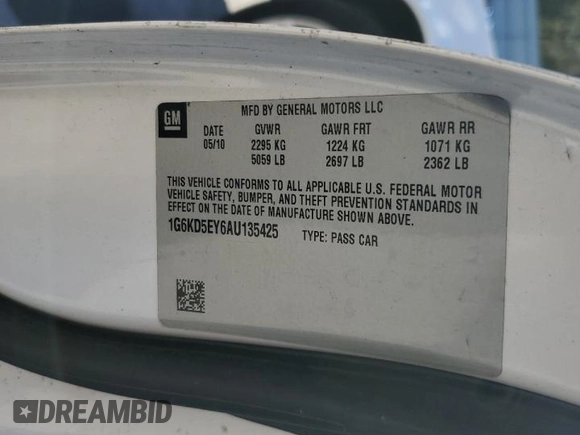 MFD BY GENERAL MOTORS LLC
GM
DATE GVWR GAWR FRT GAWR RR
05/10 2295 KG 1224 KG 1071 KG
5059 LB 2697 LB 2362 LB
THIS VEHICLE CONFORMS TO ALL APPLICABLE U.S. FEDERAL MOTOR
VEHICLE SAFETY, BUMPER, AND THEFT PREVENTION STANDARDS IN
EFFECT ON THE DATE OF MANUFACTURE SHOWN ABOVE.
1G6KD5EY6AU135425 TYPE: PASS CAR
DREAMBID